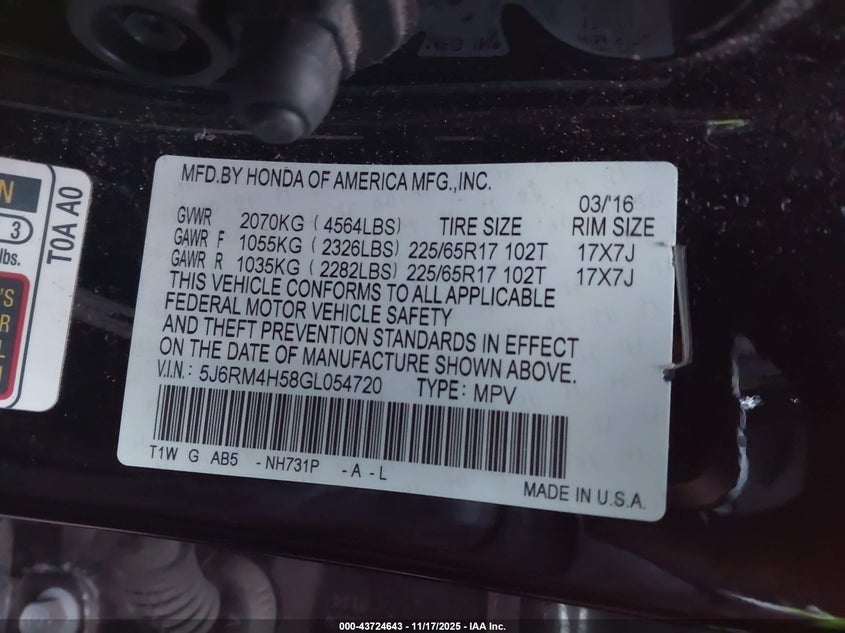 MFD.BY HONDA OF AMERICA MFG.,INC.
03/'16
GVWR 2070KG (4564LBS) TIRE SIZE RIM SIZE
GAWR F 1055KG (2326LBS) 225/65R17 102T 17X7J
GAWR R 1035KG (2282LBS) 225/65R17 102T 17X7J
THIS VEHICLE CONFORMS TO ALL APPLICABLE
FEDERAL MOTOR VEHICLE SAFETY
AND THEFT PREVENTION STANDARDS IN EFFECT
ON THE DATE OF MANUFACTURE SHOWN ABOVE.
V.I.N.: 5J6RM4H58GL054720 TYPE: MPV
T1W G AB5 -NH731P -A-L
MADE IN U.S.A.
N
3
lbs.
T0A A0
'S
R
L
000-43724643 - 11/17/2025 - IAA Inc.